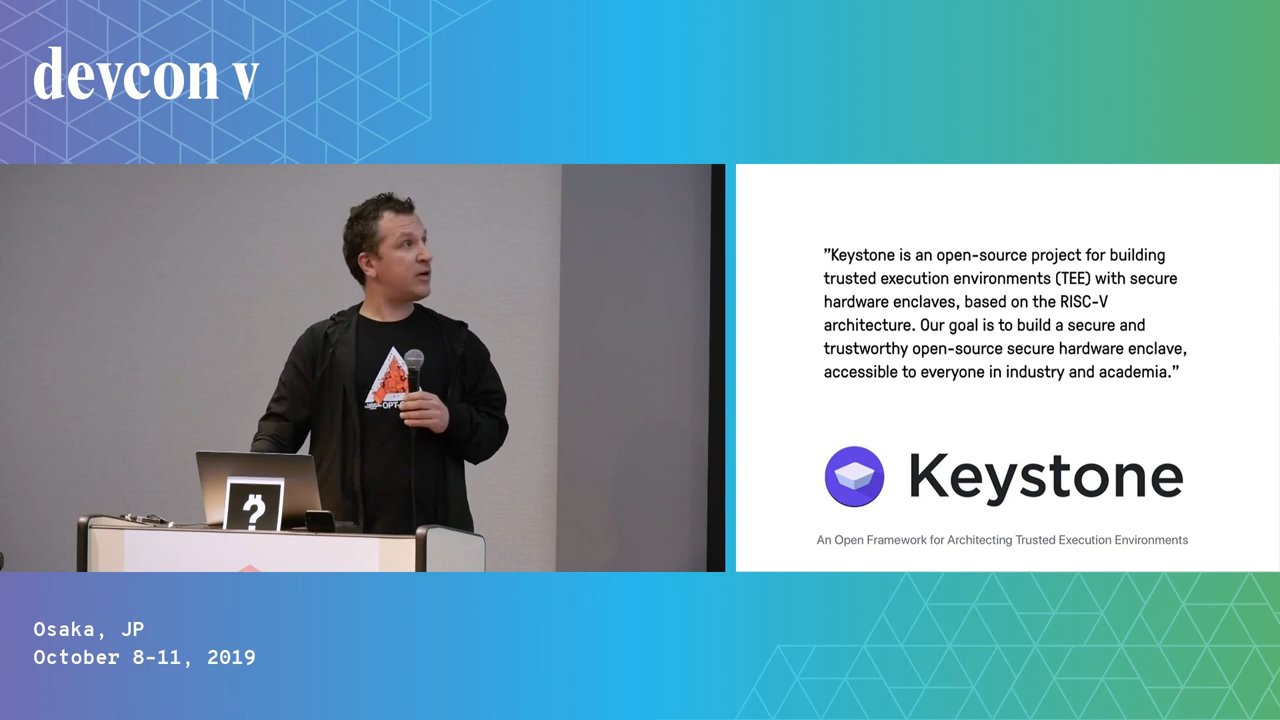 devcon v
”Keystone is an open-source project for building
trusted execution environments (TEE) with secure
hardware enclaves, based on the RISC-V
architecture. Our goal is to build a secure and
trustworthy open-source secure hardware enclave,
accessible to everyone in industry and academia.”
Keystone
An Open Framework for Architecting Trusted Execution Environments
?
Osaka, JP
October 8-11, 2019